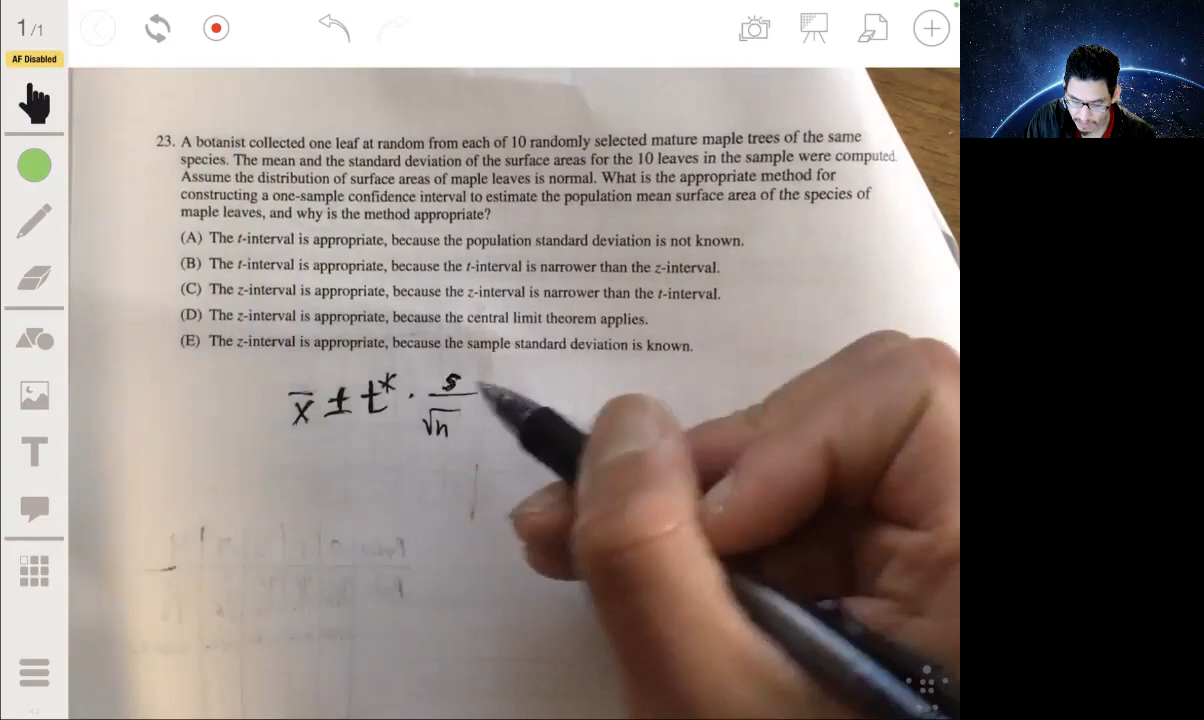 1/1
AF Disabled
23. A botanist collected one leaf at random from each of 10 randomly selected mature maple trees of the same
species. The mean and the standard deviation of the surface areas for the 10 leaves in the sample were computed.
Assume the distribution of surface areas of maple leaves is normal. What is the appropriate method for
constructing a one-sample confidence interval to estimate the population mean surface area of the species of
maple leaves, and why is the method appropriate?
(A) The t-interval is appropriate, because the population standard deviation is not known.
(B) The t-interval is appropriate, because the t-interval is narrower than the z-interval.
(C) The z-interval is appropriate, because the z-interval is narrower than the t-interval.
(D) The z-interval is appropriate, because the central limit theorem applies.
(E) The z-interval is appropriate, because the sample standard deviation is known.
x̄ ± t* · s/√n
T